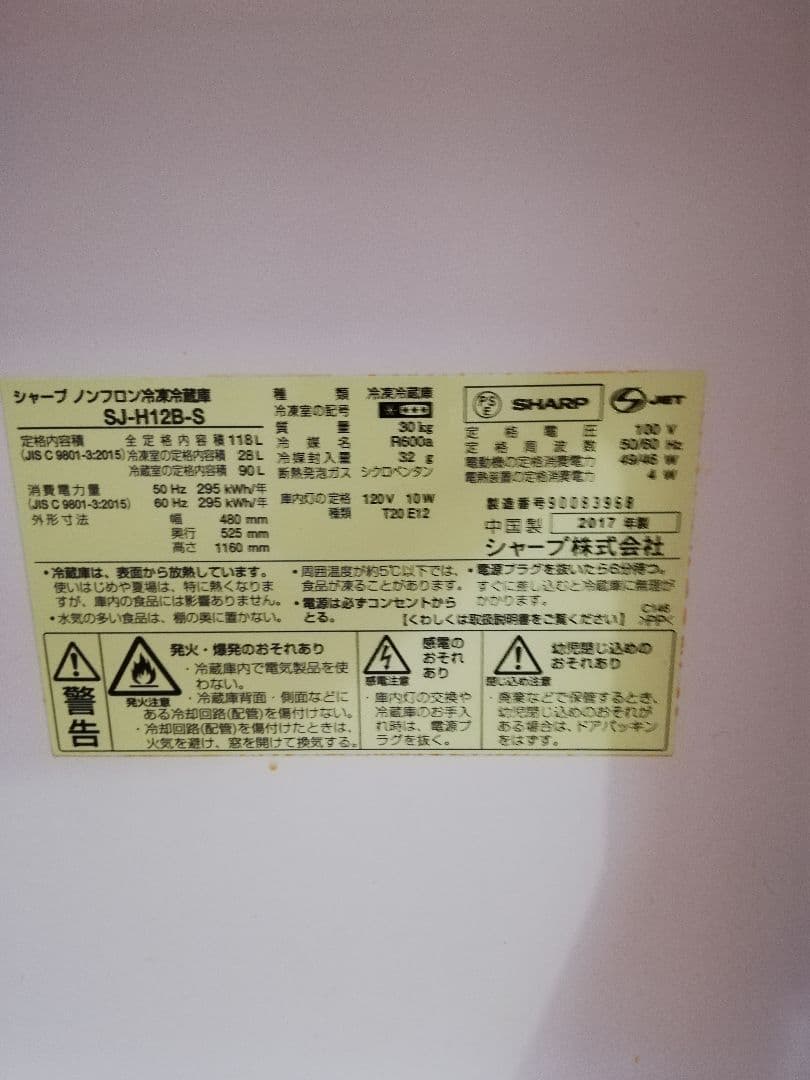 シャープ ノンフロン冷凍冷蔵庫
SJ-H12B-S
定格内容積 全定格内容積 118L
(JIS C 9801-3:2015) 冷凍室の定格内容積 28L
冷蔵室の定格内容積 90L
消費電力量 50 Hz 295 kWh/年
(JIS C 9801-3:2015) 60 Hz 295 kWh/年
外形寸法 幅 480 mm
奥行 525 mm
高さ 1160 mm
種類 冷凍冷蔵庫
冷凍室の記号
質量 30 kg
冷媒名 R600a
冷媒封入量 32 g
断熱発泡ガス シクロペンタン
庫内灯の定格 120V 10W
種類 T20 E12
PSE SHARP JET
定格電圧 100 V
定格周波数 50/60 Hz
電動機の定格消費電力 W
電熱装置の定格消費電力 4 W
製造番号
中国製 2017 年製
シャープ株式会社
・冷蔵庫は、表面から放熱しています。
使いはじめや夏場は、特に熱くなりま
すが、庫内の食品には影響ありません。
・水気の多い食品は、棚の奥に置かない。
・周囲温度が約5℃以下では、
食品が凍ることがあります。
・電源は必ずコンセントから
とる。
・電源プラグを抜いたら6分待つ。
すぐに差し込むと冷蔵庫に無理が
かかります。
【くわしくは取扱説明書をご覧ください】
>PP<
警告
発火注意
発火・爆発のおそれあり
・冷蔵庫内で電気製品を使
わない。
・冷蔵庫背面・側面などに
ある冷却回路(配管)を傷付けない。
・冷却回路(配管)を傷付けたときは、
火気を避け、窓を開けて換気する。
感電注意
感電の
おそれ
あり
・庫内灯の交換や
冷蔵庫のお手入
れ時は、電源プ
ラグを抜く。
閉じ込め注意
幼児閉じ込めの
おそれあり
・廃棄などで保管するとき、
幼児閉じ込めのおそれが
ある場合は、ドアパッキン
をはずす。